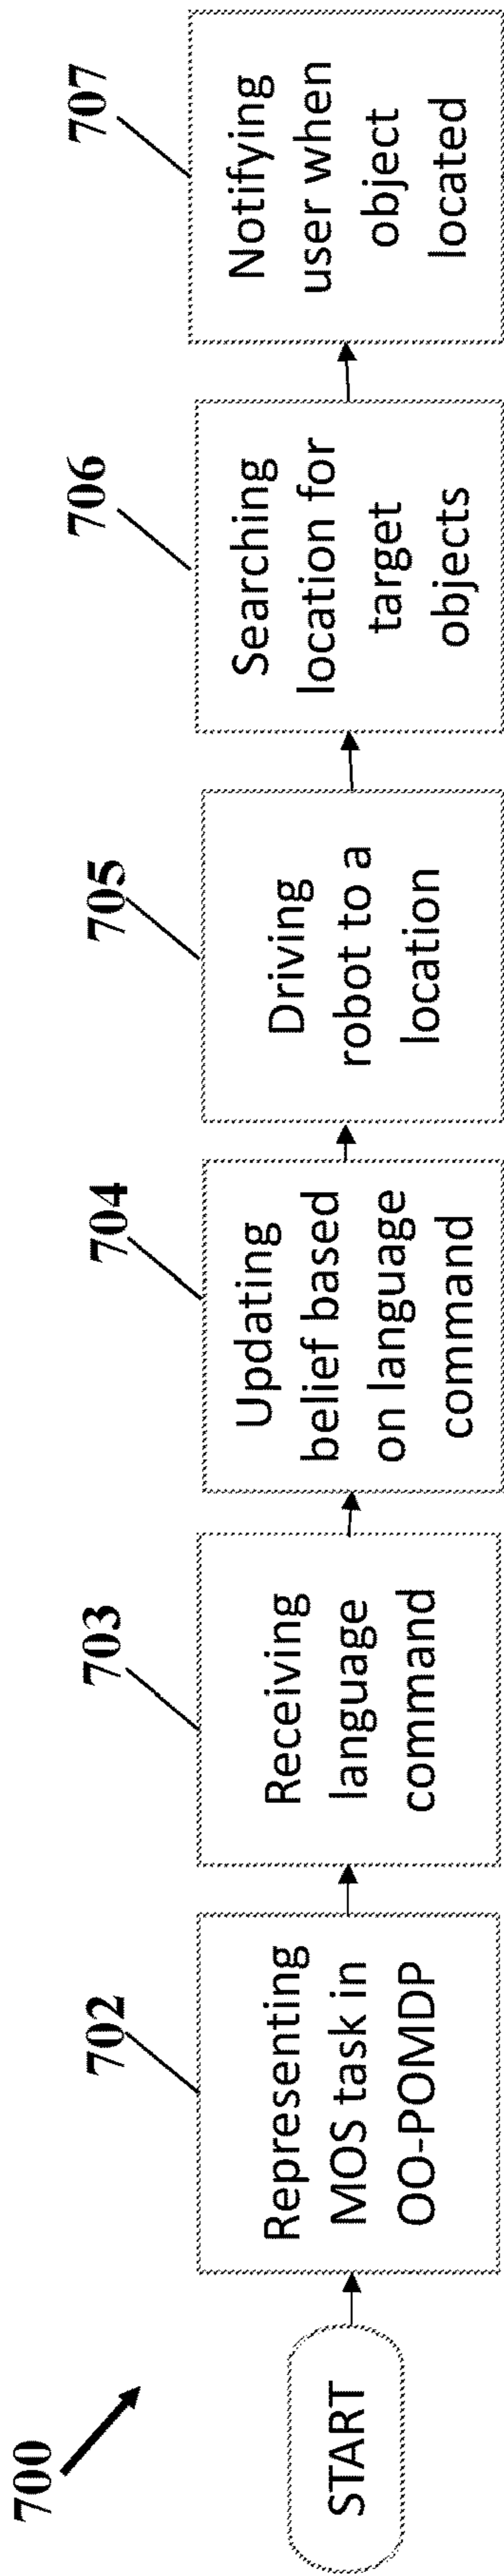 700
START
702
Representing
MOS task in
OO-POMDP
703
Receiving
language
command
704
Updating
belief based
on language
command
705
Driving
robot to a
location
706
Searching
location for
target
objects
707
Notifying
user when
object
located